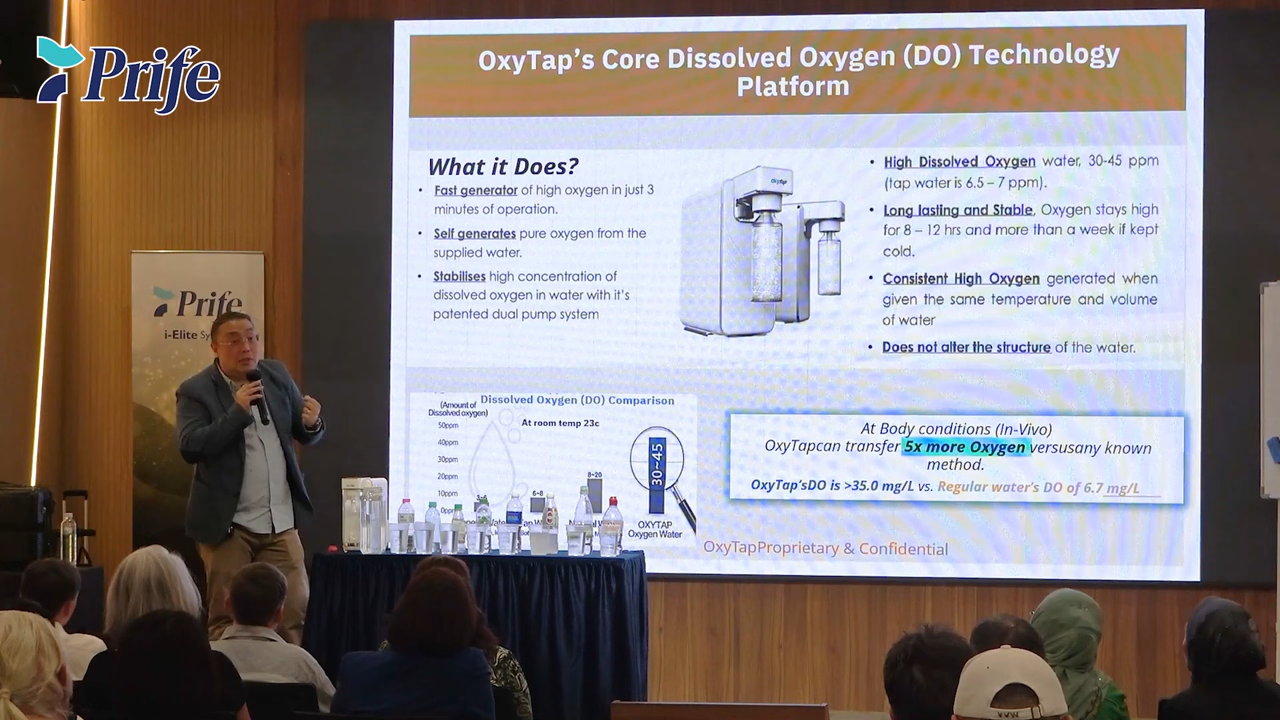 Prife
OxyTap's Core Dissolved Oxygen (DO) Technology
Platform
What it Does?
• Fast generator of high oxygen in just 3
minutes of operation.
• Self generates pure oxygen from the
supplied water.
• Stabilises high concentration of
dissolved oxygen in water with it's
patented dual pump system
oxytap
• High Dissolved Oxygen water, 30-45 ppm
(tap water is 6.5 – 7 ppm).
• Long lasting and Stable, Oxygen stays high
for 8 – 12 hrs and more than a week if kept
cold.
• Consistent High Oxygen generated when
given the same temperature and volume
of water
• Does not alter the structure of the water.
Prife
i-Elite Sy
Dissolved Oxygen (DO) Comparison
(Amount of
Dissolved oxygen)
At room temp 23c
50ppm
40ppm
30ppm
20ppm
10ppm
0pp
6~8
8~20
30~45
OXYTAP
Oxygen Water
At Body conditions (In-Vivo)
OxyTapcan transfer 5x more Oxygen versusany known
method.
OxyTap'sDO is >35.0 mg/L vs. Regular water's DO of 6.7 mg/L
OxyTapProprietary & Confidential